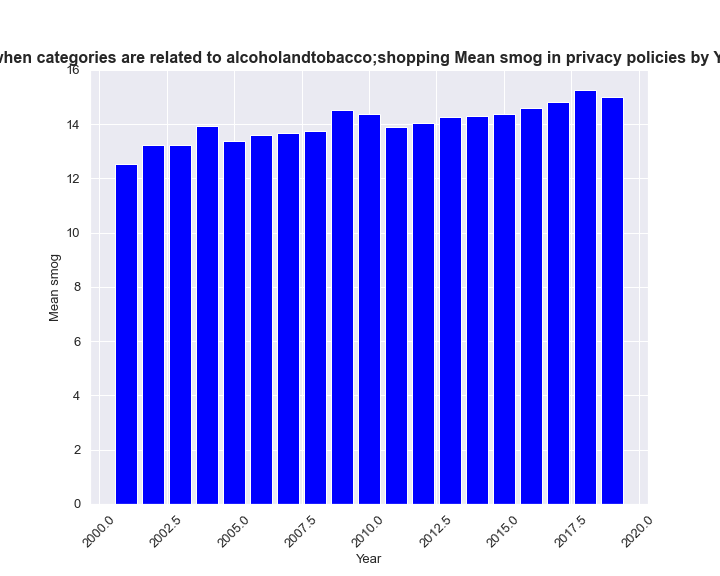 when categories are related to alcoholandtobacco;shopping Mean smog in privacy policies by Y
16
14
12
10
8
6
4
2
0
Mean smog
2000.0 2002.5 2005.0 2007.5 2010.0 2012.5 2015.0 2017.5 2020.0
Year